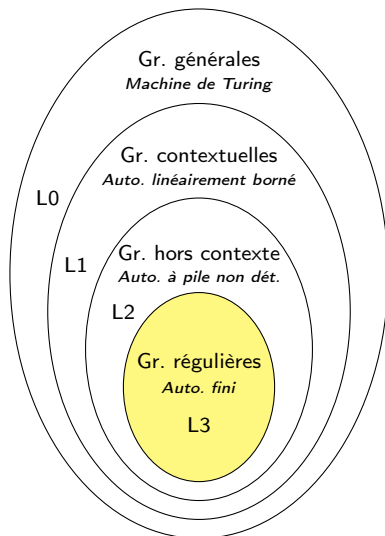 Gr. générales
Machine de Turing
Gr. contextuelles
Auto. linéairement borné
L0
Gr. hors contexte
L1
Auto. à pile non dét.
L2
Gr. régulières
Auto. fini
L3